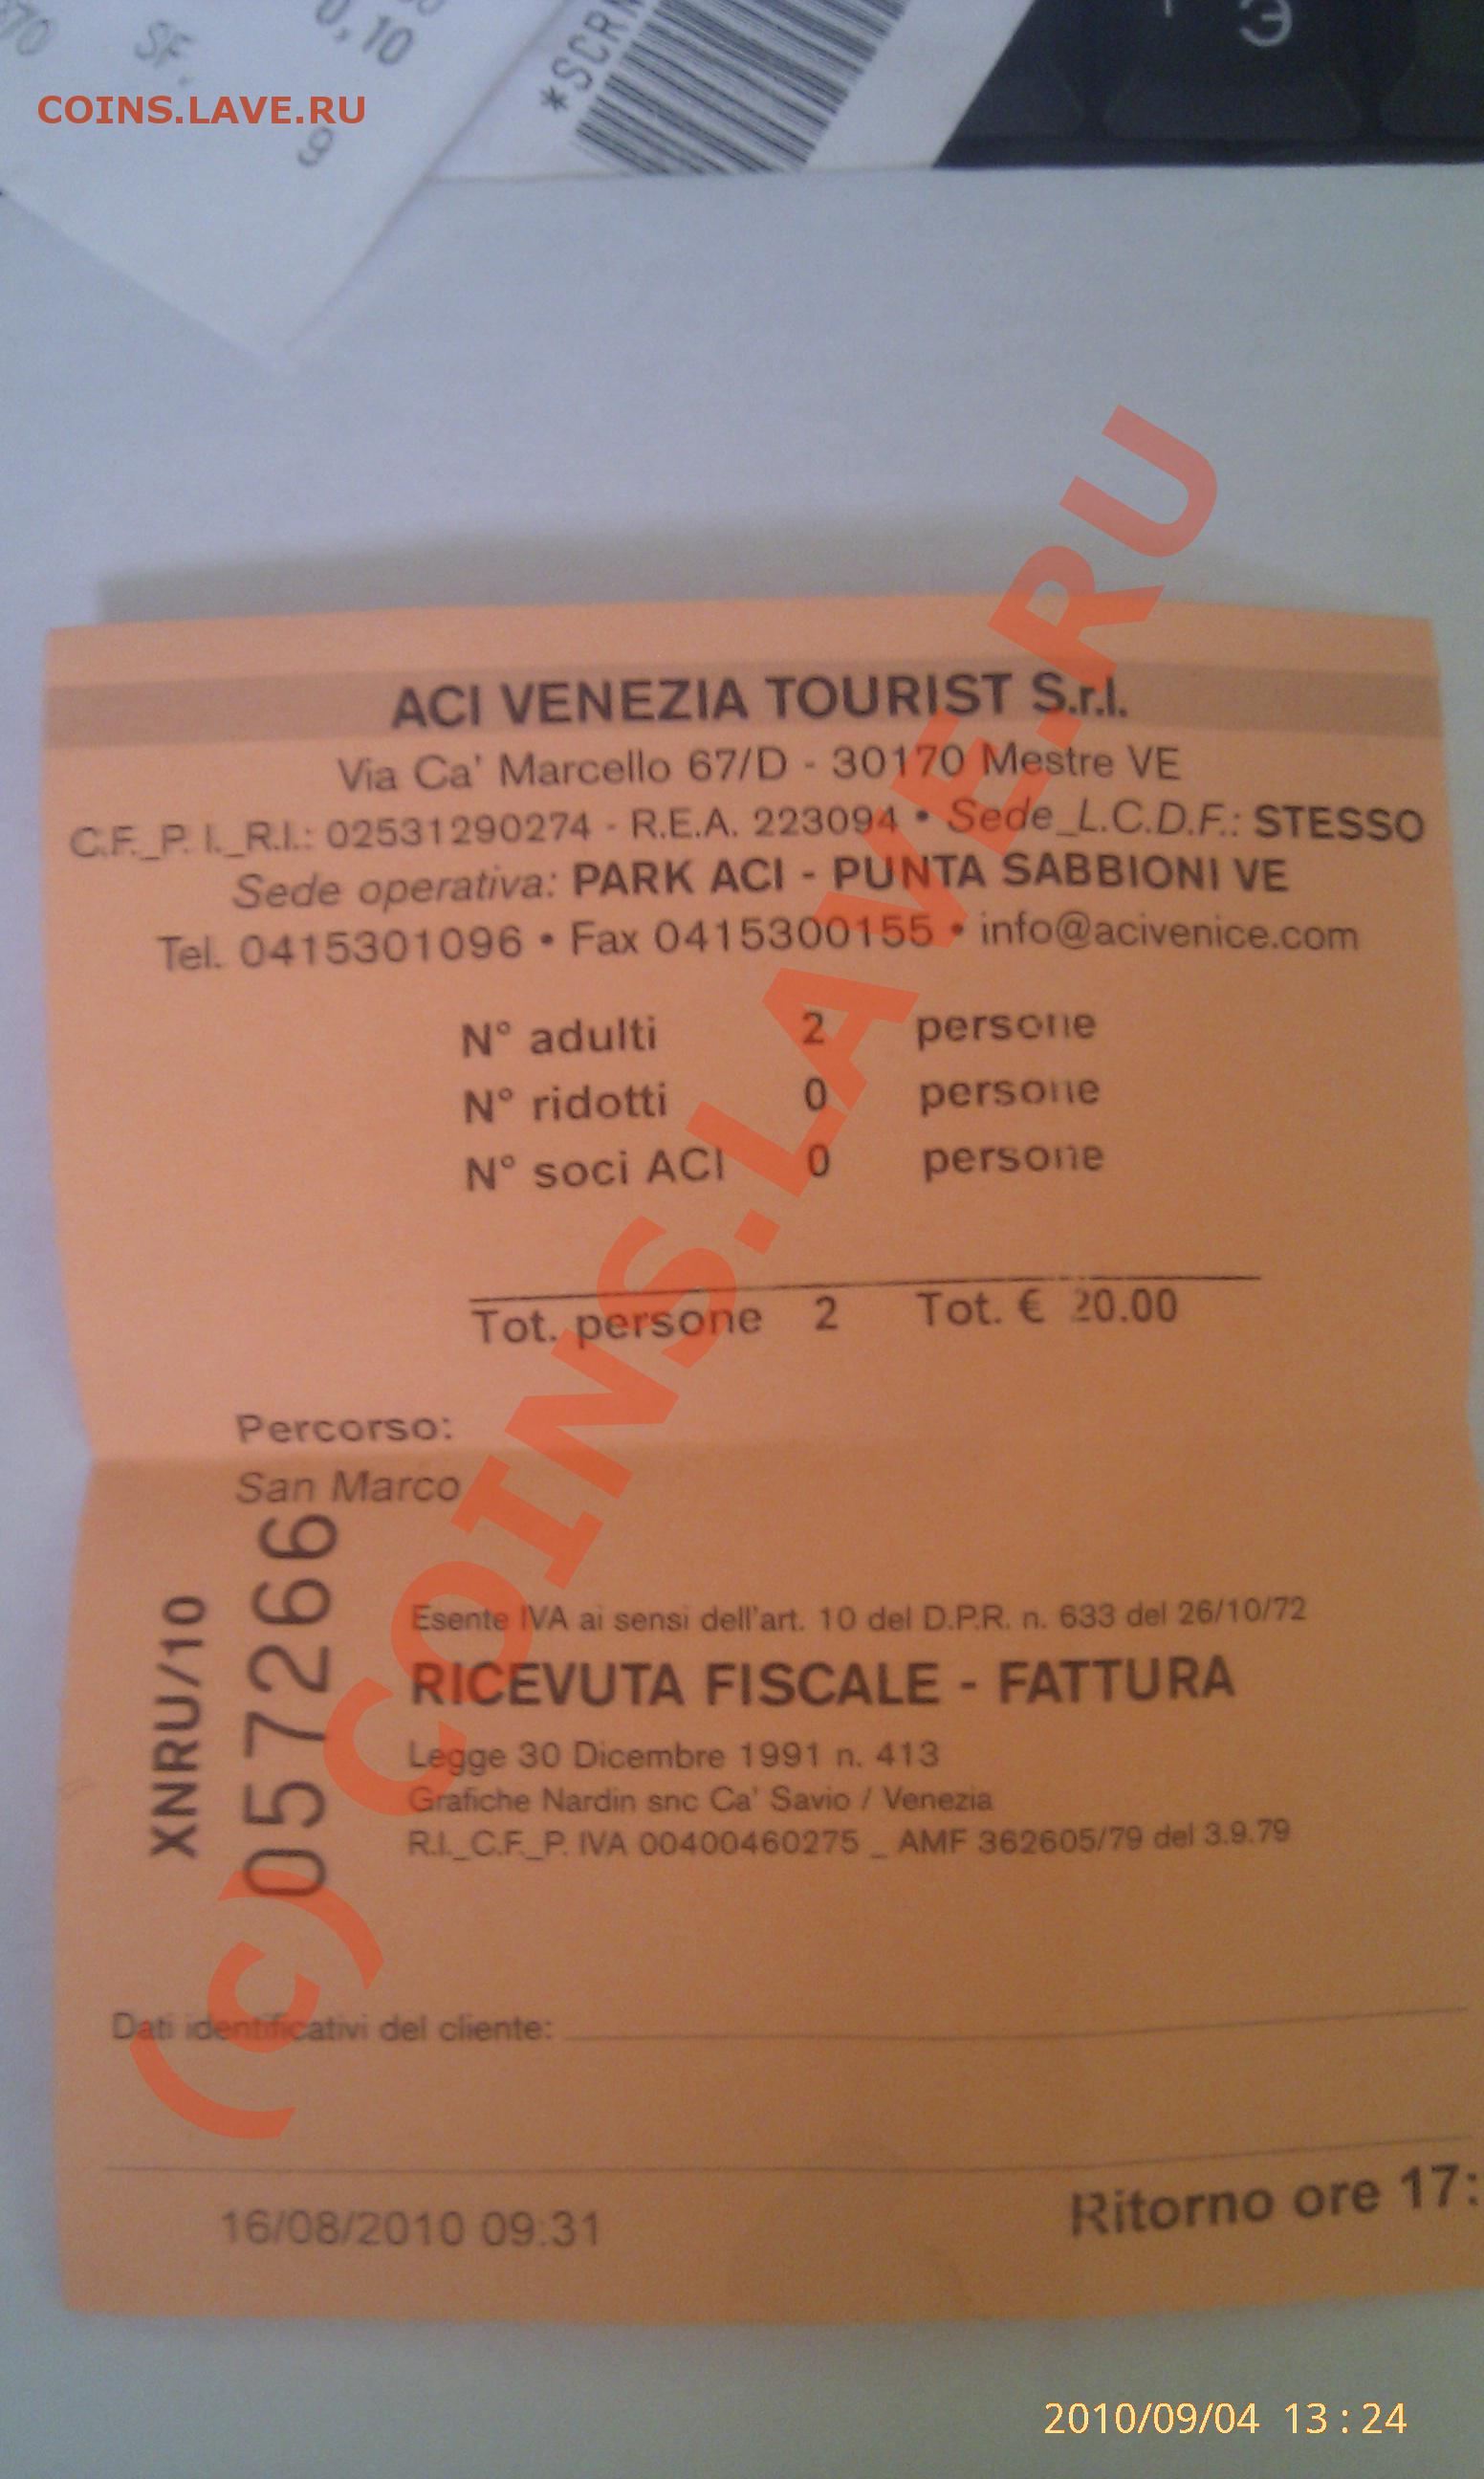 SF.
0,10
9
*SCRN
Э
COINS.LAVE.RU
ACI VENEZIA TOURIST S.r.l.
Via Ca' Marcello 67/D - 30170 Mestre VE
C.F._P. I._R.I.: 02531290274 - R.E.A. 223094 • Sede_L.C.D.F.: STESSO
Sede operativa: PARK ACI - PUNTA SABBIONI VE
Tel. 0415301096 • Fax 0415300155 • info@acivenice.com
N° adulti 2 persone
N° ridotti 0 persone
N° soci ACI 0 persone
Tot. persone 2 Tot. € 20.00
Percorso:
San Marco
XNRU/10
057266
Esente IVA ai sensi dell'art. 10 del D.P.R. n. 633 del 26/10/72
RICEVUTA FISCALE - FATTURA
Legge 30 Dicembre 1991 n. 413
Grafiche Nardin snc Ca' Savio / Venezia
R.I._C.F._P. IVA 00400460275 _ AMF 362605/79 del 3.9.79
Dati identificativi del cliente:
16/08/2010 09.31 Ritorno ore 17:
(c) COINS.LAVE.RU
2010/09/04 13:24